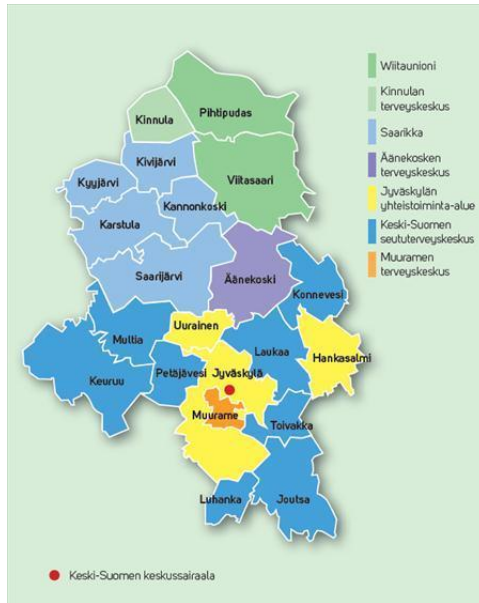 Wiitaunioni
Kinnulan
terveyskeskus
Saarikka
Äänekosken
terveyskeskus
Jyväskylän
yhteistoiminta-alue
Keski-Suomen
seututerveyskeskus
Muuramen
terveyskeskus
Pihtipudas
Kinnula
Kivijärvi
Viitasaari
Kyyjärvi
Kannonkoski
Karstula
Saarijärvi
Äänekoski
Konnevesi
Uurainen
Multia
Laukaa
Hankasalmi
Keuruu
Petäjävesi
Jyväskylä
Muurame
Toivakka
Luhanka
Joutsa
Keski-Suomen keskussairaala